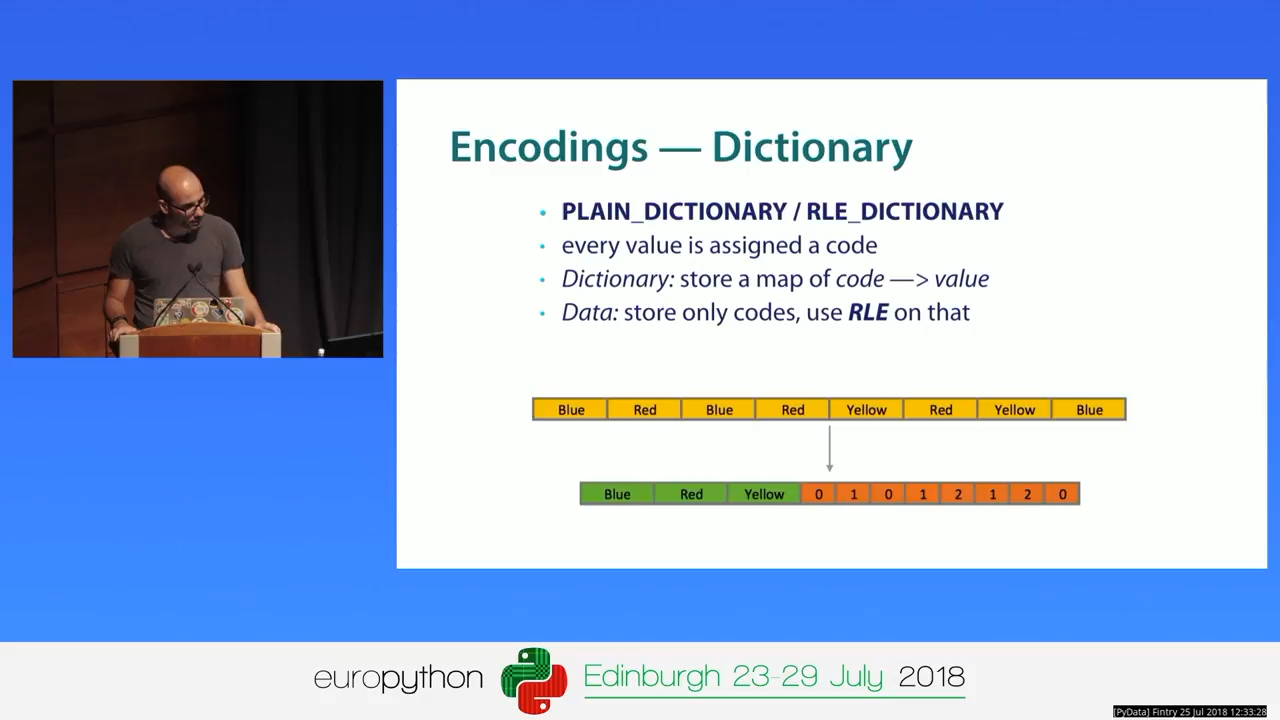 Encodings — Dictionary
• PLAIN_DICTIONARY / RLE_DICTIONARY
• every value is assigned a code
• Dictionary: store a map of code —> value
• Data: store only codes, use RLE on that
Blue Red Blue Red Yellow Red Yellow Blue
Blue Red Yellow 0 1 0 1 2 1 2 0
europython Edinburgh 23-29 July 2018
[PyData] Fintry 25 Jul 2018 12:33:28